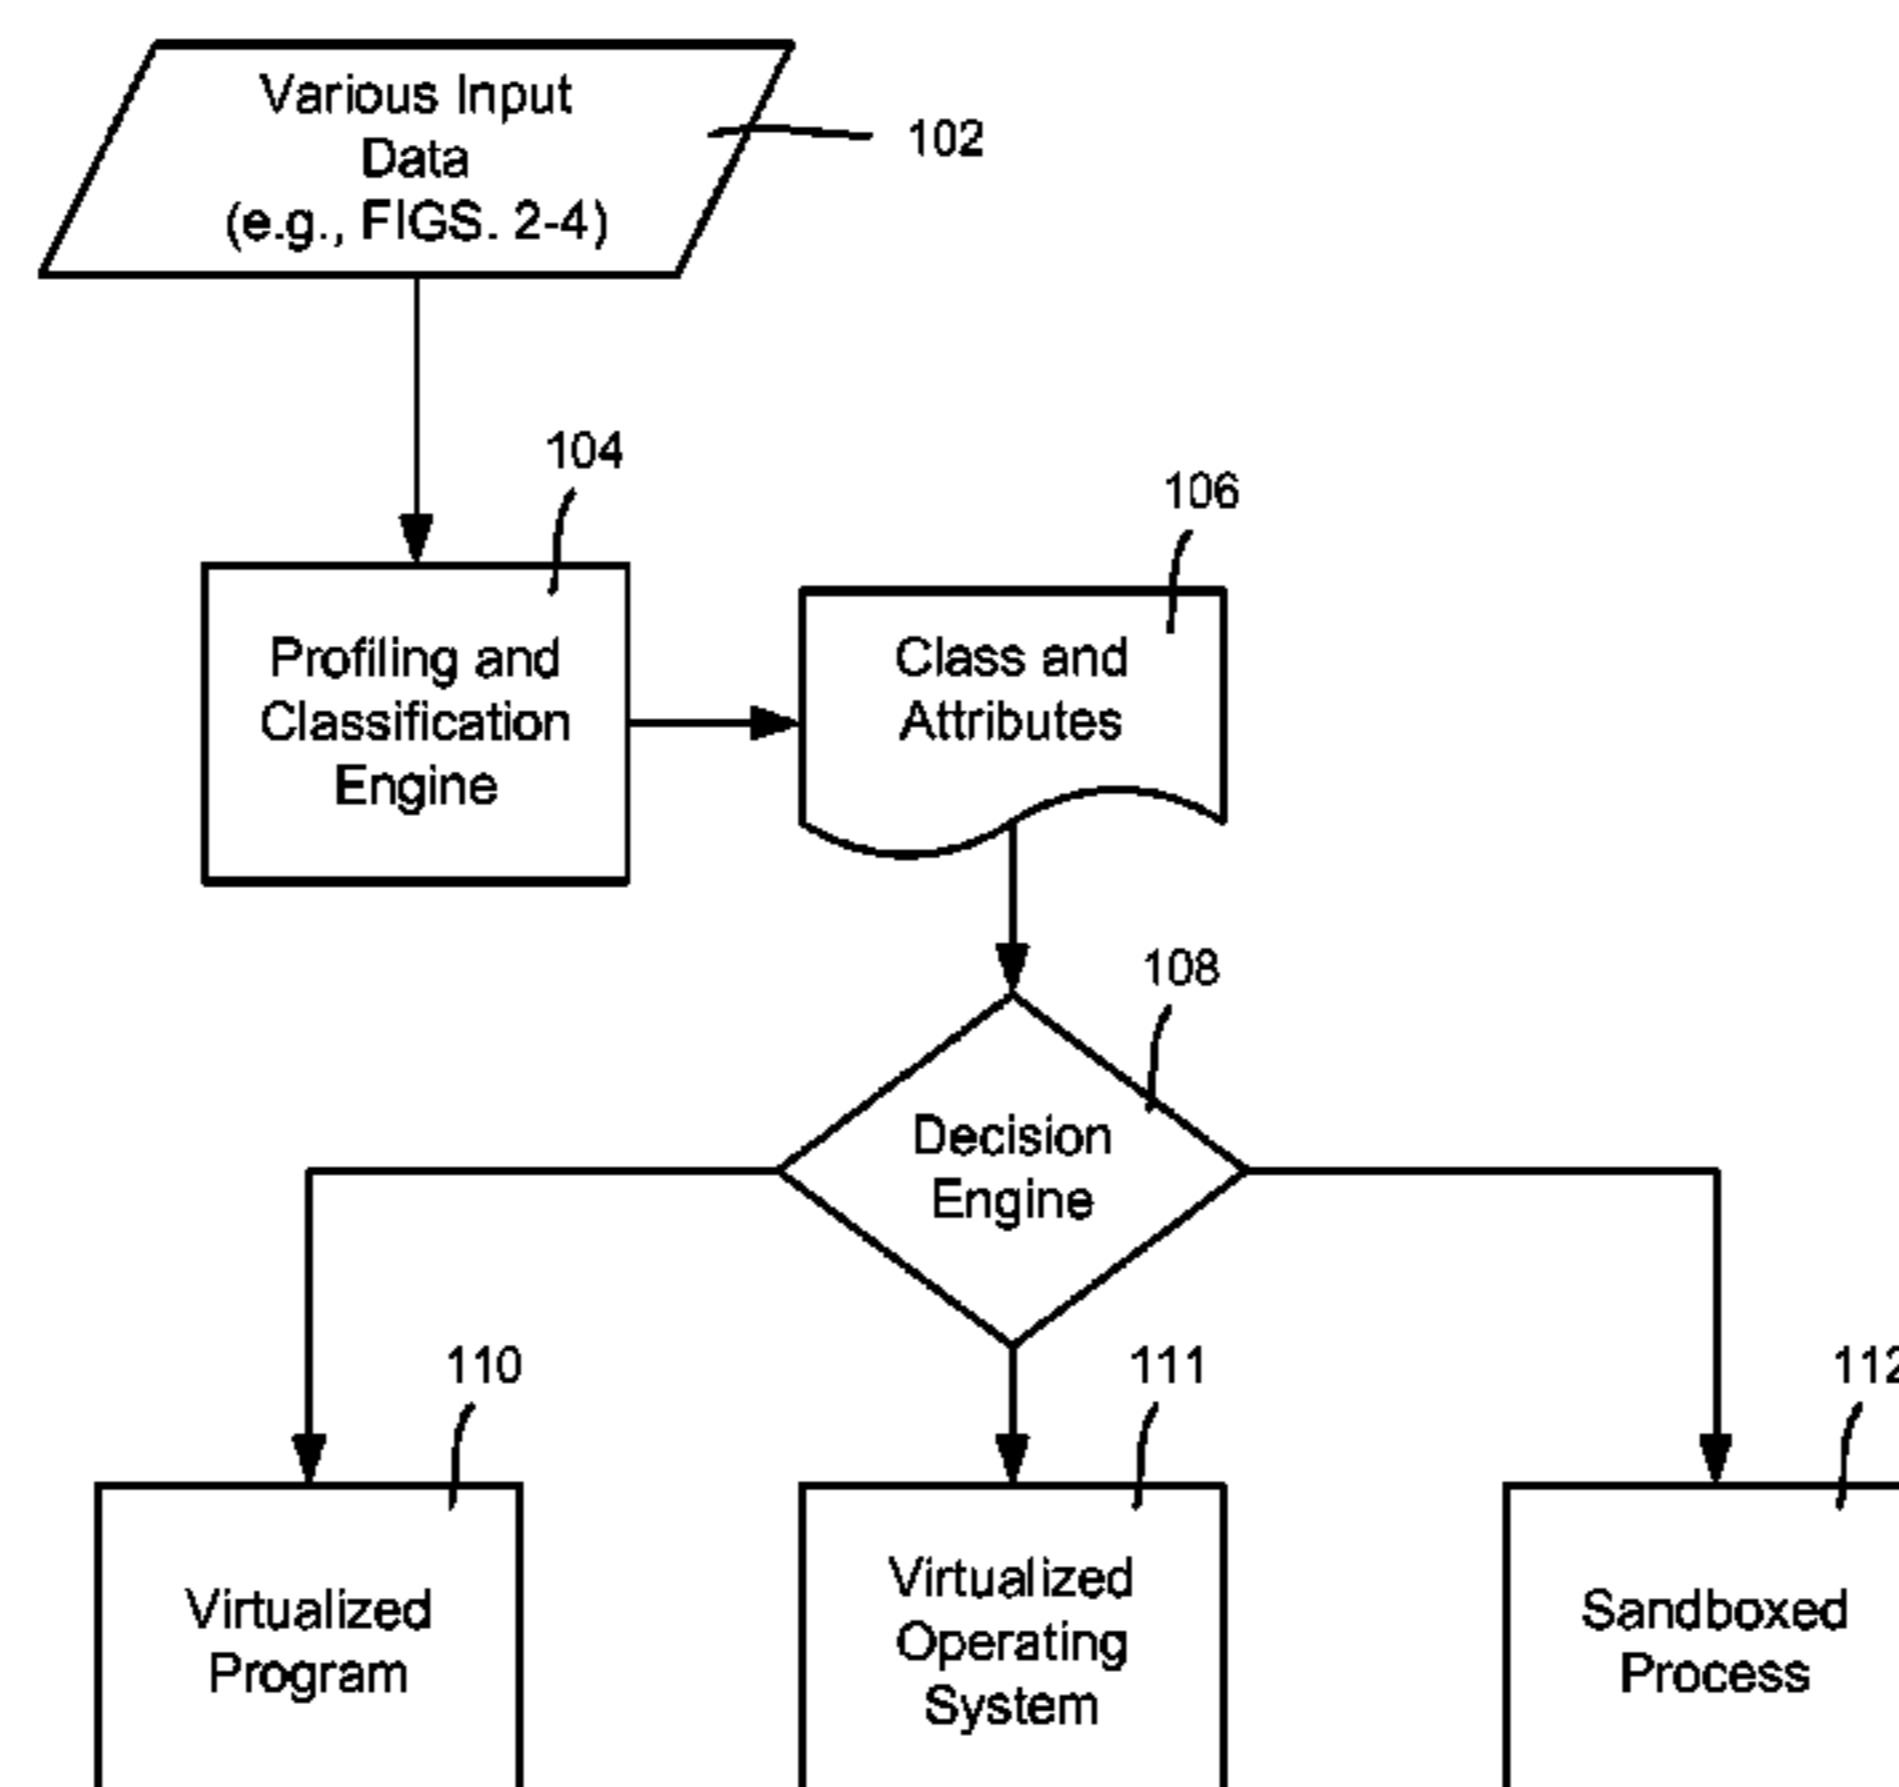 Various Input
Data
(e.g., FIGS. 2-4)
102
104
106
Profiling and
Classification
Engine
Class and
Attributes
108
Decision
Engine
110
111
112
Virtualized
Program
Virtualized
Operating
System
Sandboxed
Process